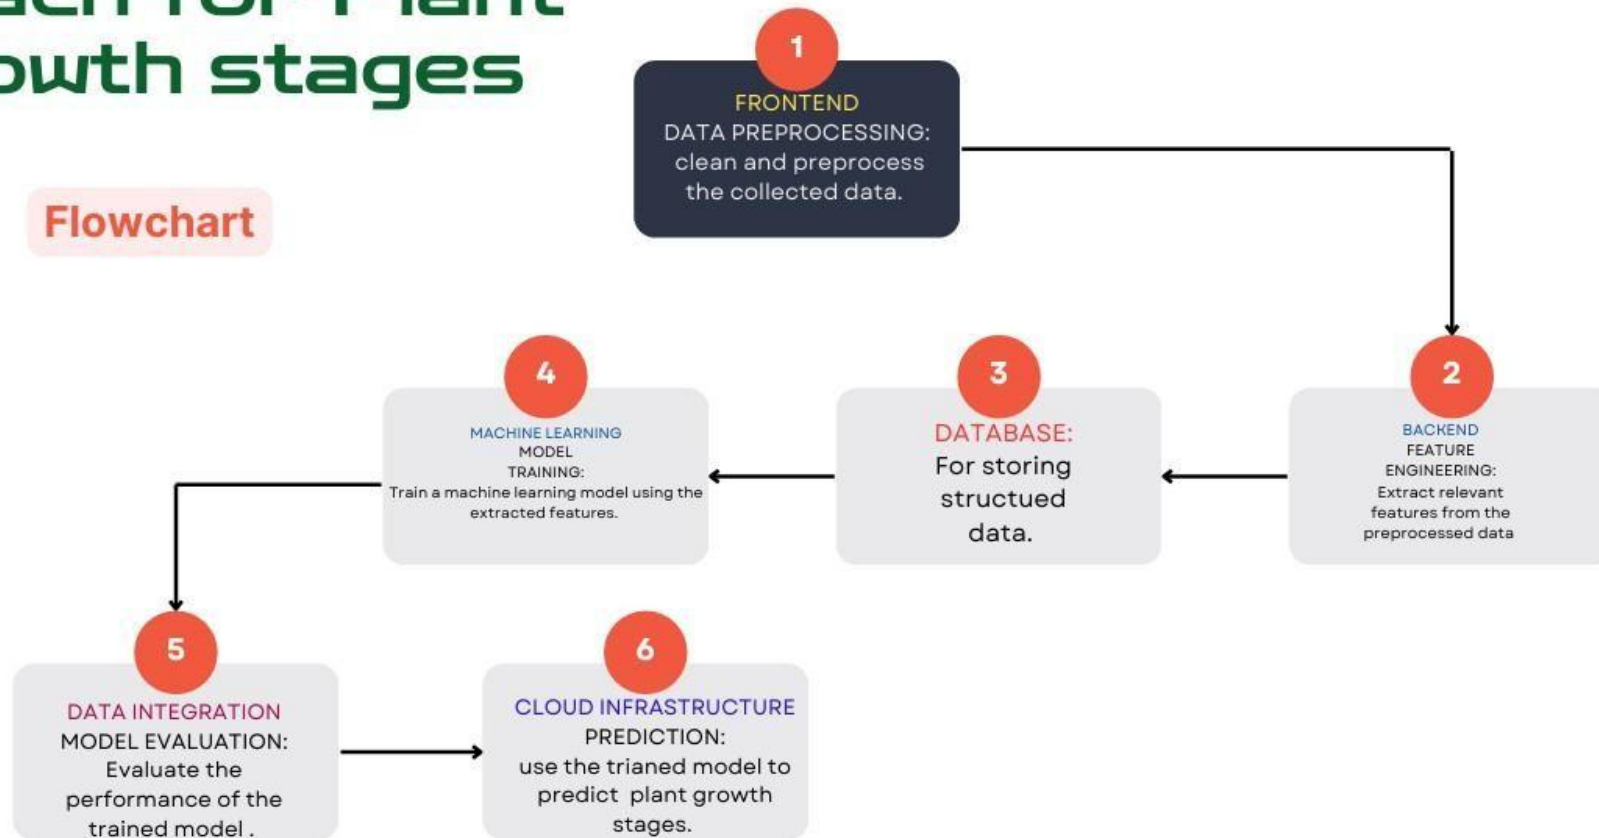 for Plant
owth stages
Flowchart
1
FRONTEND
DATA PREPROCESSING:
clean and preprocess
the collected data.
2
BACKEND
FEATURE
ENGINEERING:
Extract relevant
features from the
preprocessed data
3
DATABASE:
For storing
structued
data.
4
MACHINE LEARNING
MODEL
TRAINING:
Train a machine learning model using the
extracted features.
5
DATA INTEGRATION
MODEL EVALUATION:
Evaluate the
performance of the
trained model .
6
CLOUD INFRASTRUCTURE
PREDICTION:
use the trianed model to
predict plant growth
stages.